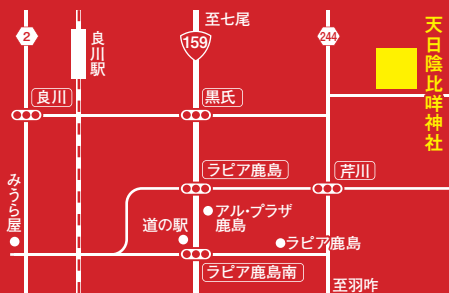 至七尾
2
良川駅
159
244
天日陰比咩神社
良川
黒氏
ラピア鹿島
芹川
みうら屋
アル・プラザ
鹿島
道の駅
ラピア鹿島
ラピア鹿島南
至羽咋